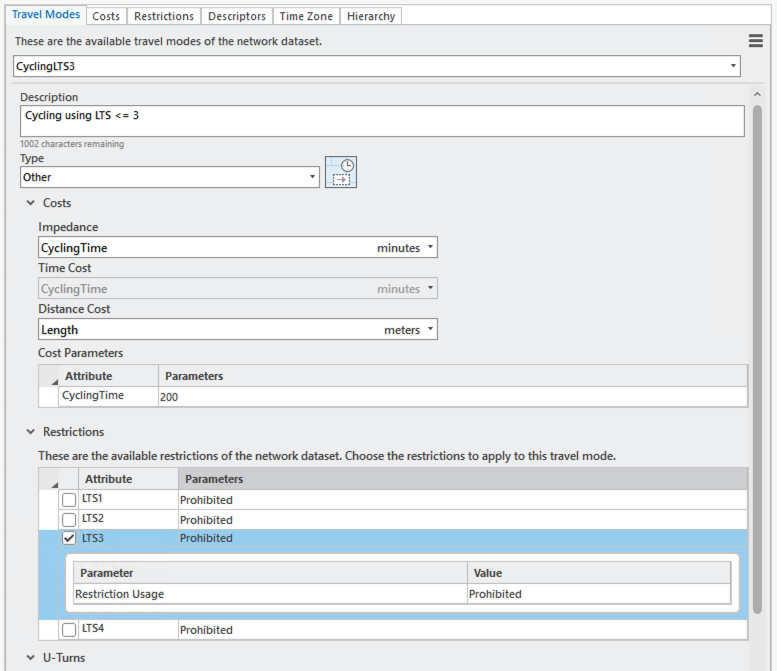 Travel Modes Costs Restrictions Descriptors Time Zone Hierarchy
These are the available travel modes of the network dataset.
CyclingLTS3
Description
Cycling using LTS <= 3
1002 characters remaining
Type
Other
Costs
Impedance
CyclingTime minutes
Time Cost
CyclingTime minutes
Distance Cost
Length meters
Cost Parameters
Attribute Parameters
CyclingTime 200
Restrictions
These are the available restrictions of the network dataset. Choose the restrictions to apply to this travel mode.
Attribute Parameters
LTS1 Prohibited
LTS2 Prohibited
LTS3 Prohibited
Parameter Value
Restriction Usage Prohibited
LTS4 Prohibited
U-Turns